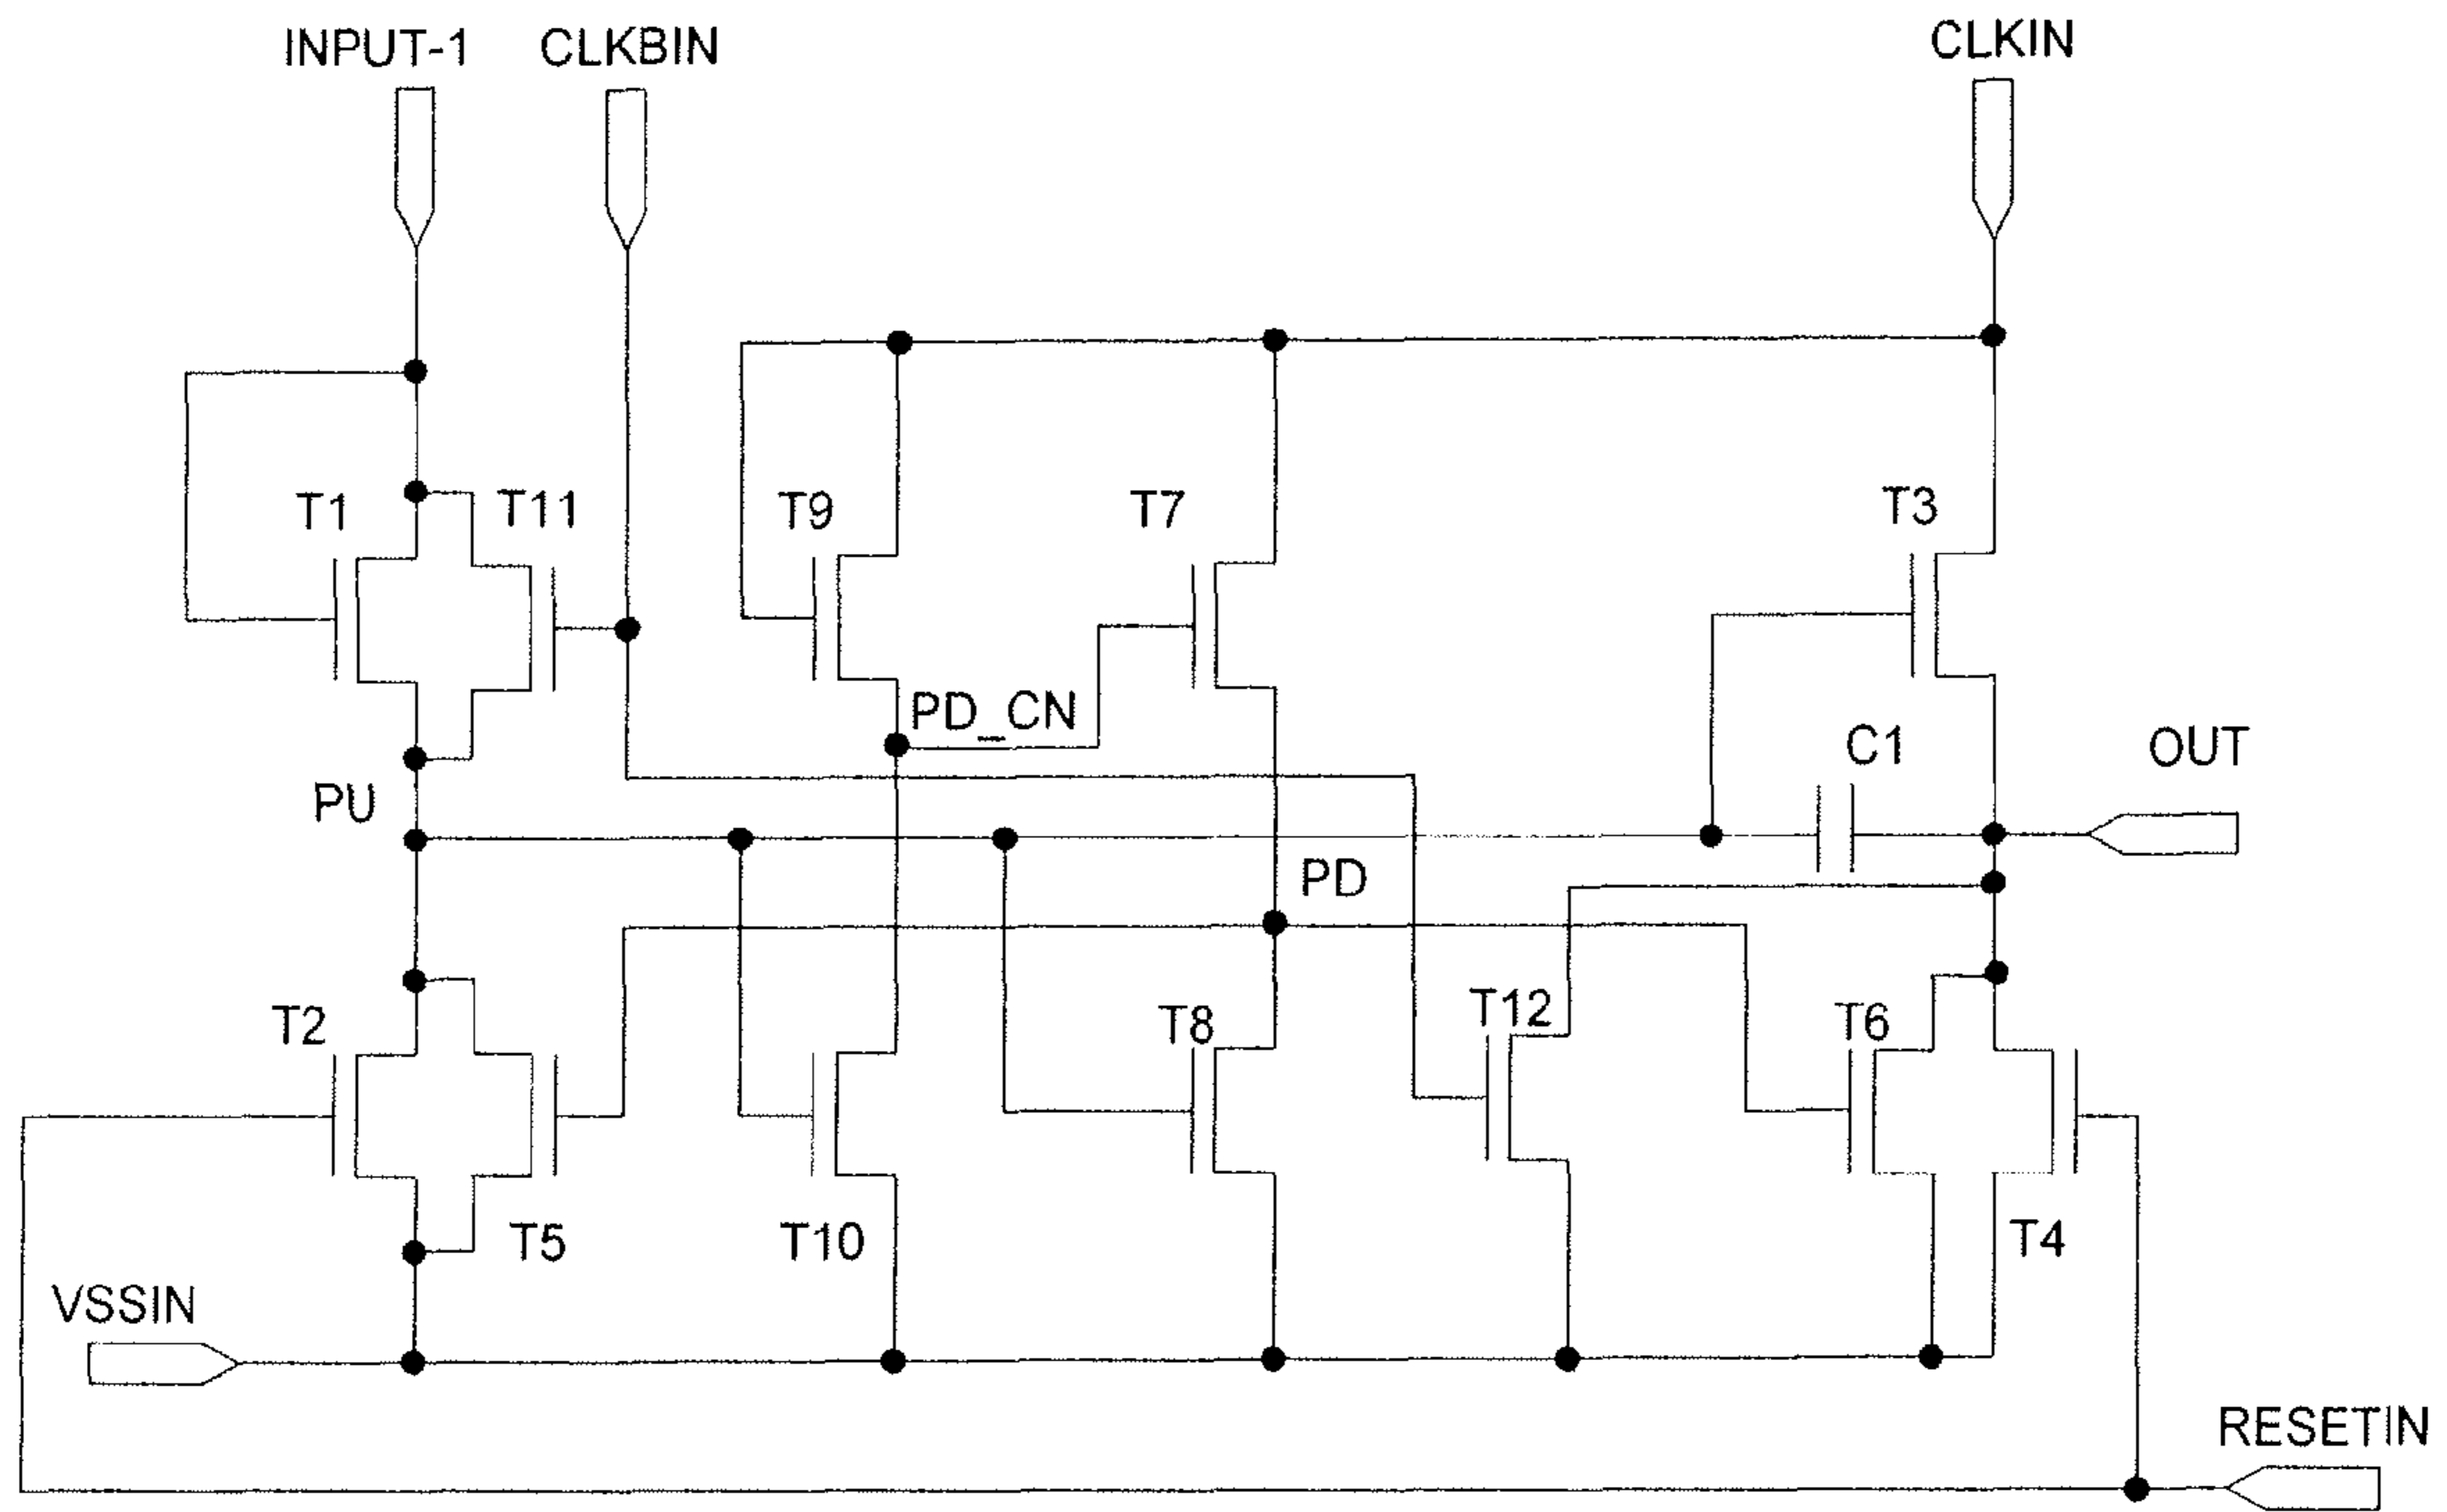 INPUT-1
CLKBIN
CLKIN
T1
T11
T9
T7
T3
PD_CN
C1
OUT
PU
PD
T2
T8
T12
T6
T5
T10
T4
VSSIN
RESETIN